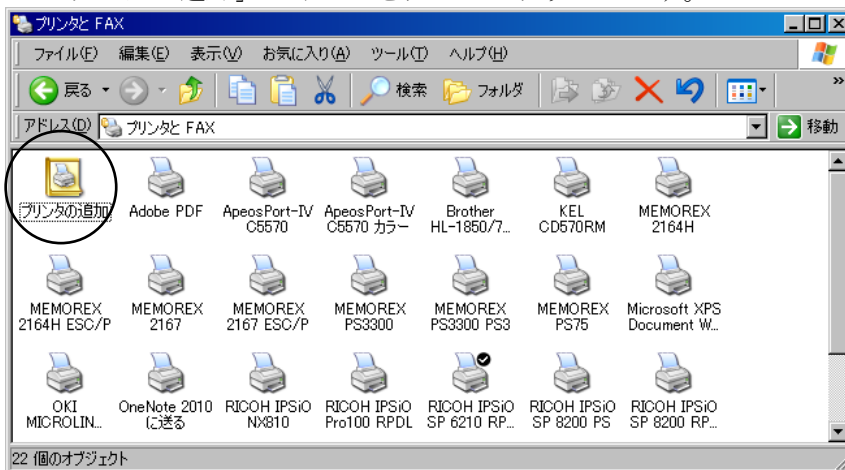 プリンタと FAX
ファイル(F) 編集(E) 表示(V) お気に入り(A) ツール(T) ヘルプ(H)
戻る 検索 フォルダ »
アドレス(D) プリンタと FAX 移動
プリンタの追加 Adobe PDF ApeosPort-IV C5570 ApeosPort-IV C5570 カラー Brother HL-1850/7... KEL CD570RM MEMOREX 2164H
MEMOREX 2164H ESC/P MEMOREX 2167 MEMOREX 2167 ESC/P MEMOREX PS3300 MEMOREX PS3300 PS3 MEMOREX PS75 Microsoft XPS Document W...
OKI MICROLIN... OneNote 2010 に送る RICOH IPSiO NX810 RICOH IPSiO Pro100 RPDL RICOH IPSiO SP 6210 RP... RICOH IPSiO SP 8200 PS RICOH IPSiO SP 8200 RP...
22 個のオブジェクト